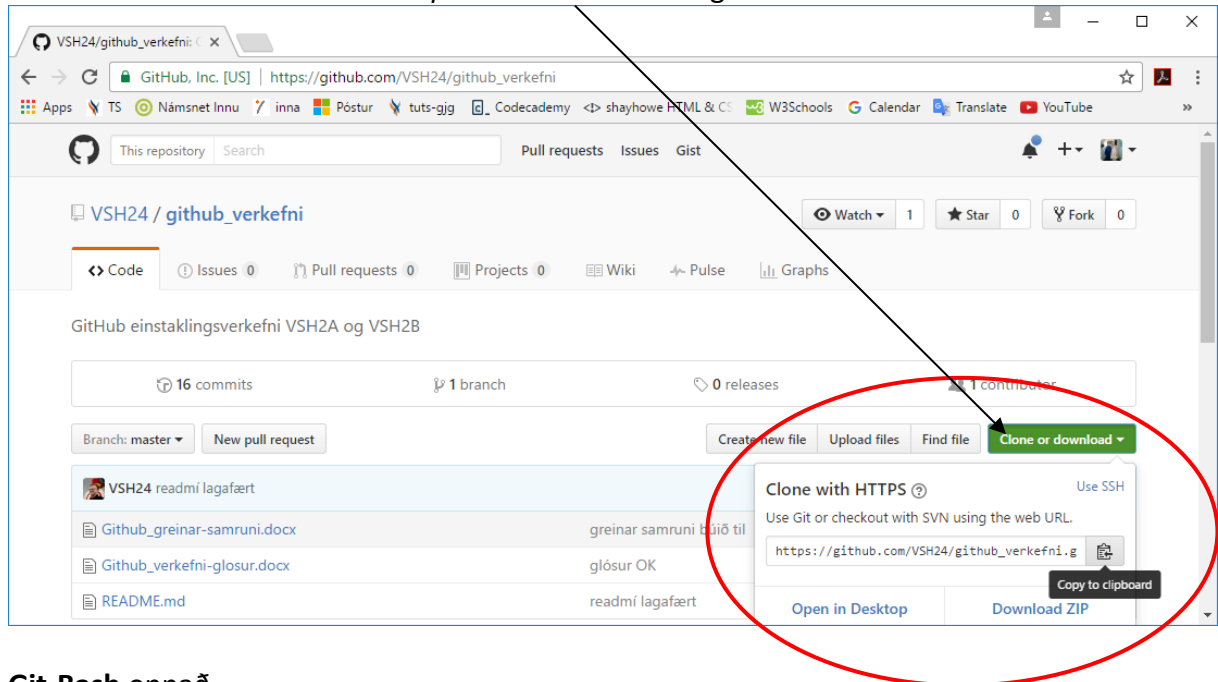 VSH24/github_verkefni: (
GitHub, Inc. [US] | https://github.com/VSH24/github_verkefni
Apps TS Námsnet Innu inna Póstur tuts-gjg Codecademy shayhowe HTML & CS W3Schools Calendar Translate YouTube »
This repository Search Pull requests Issues Gist
VSH24 / github_verkefni
Watch 1 Star 0 Fork 0
Code Issues 0 Pull requests 0 Projects 0 Wiki Pulse Graphs
GitHub einstaklingsverkefni VSH2A og VSH2B
16 commits 1 branch 0 releases 1 contributor
Branch: master New pull request Create new file Upload files Find file Clone or download
VSH24 readmí lagafært
Github_greinar-samruni.docx greinar samruni búið til
Github_verkefni-glosur.docx glósur OK
README.md readmí lagafært
Clone with HTTPS Use SSH
Use Git or checkout with SVN using the web URL.
https://github.com/VSH24/github_verkefni.g
Copy to clipboard
Open in Desktop Download ZIP